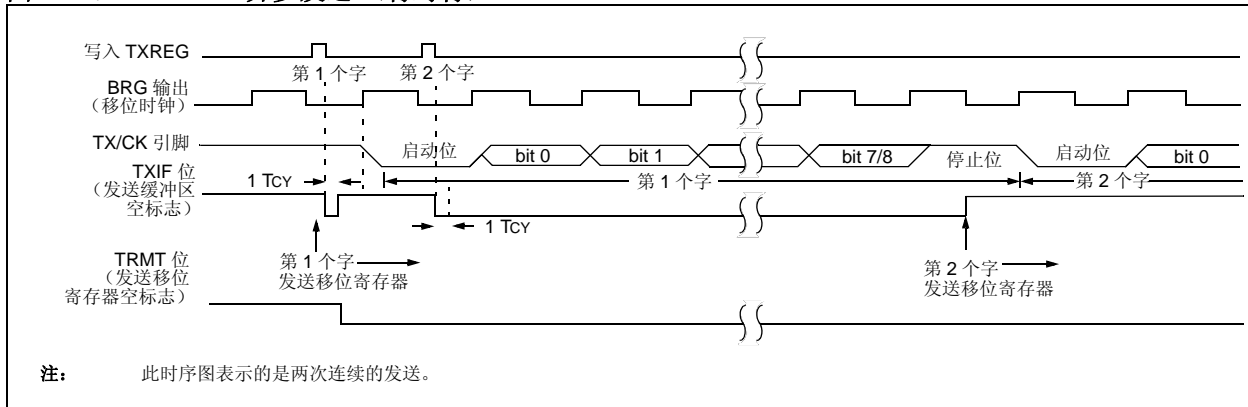 写入 TXREG
第 1 个字 第 2 个字
BRG 输出
（移位时钟）
TX/CK 引脚
启动位 bit 0 bit 1 bit 7/8 停止位 启动位 bit 0
TXIF 位
（发送缓冲区
空标志）
1 TCY
第 1 个字
第 2 个字
1 TCY
TRMT 位
（发送移位
寄存器空标志）
第 1 个字
发送移位寄存器
第 2 个字
发送移位寄存器
注： 此时序图表示的是两次连续的发送。